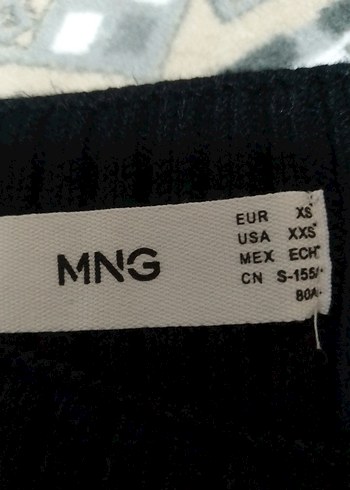 MNG
EUR XS
USA XXS
MEX ECH
CN S-155/
80A